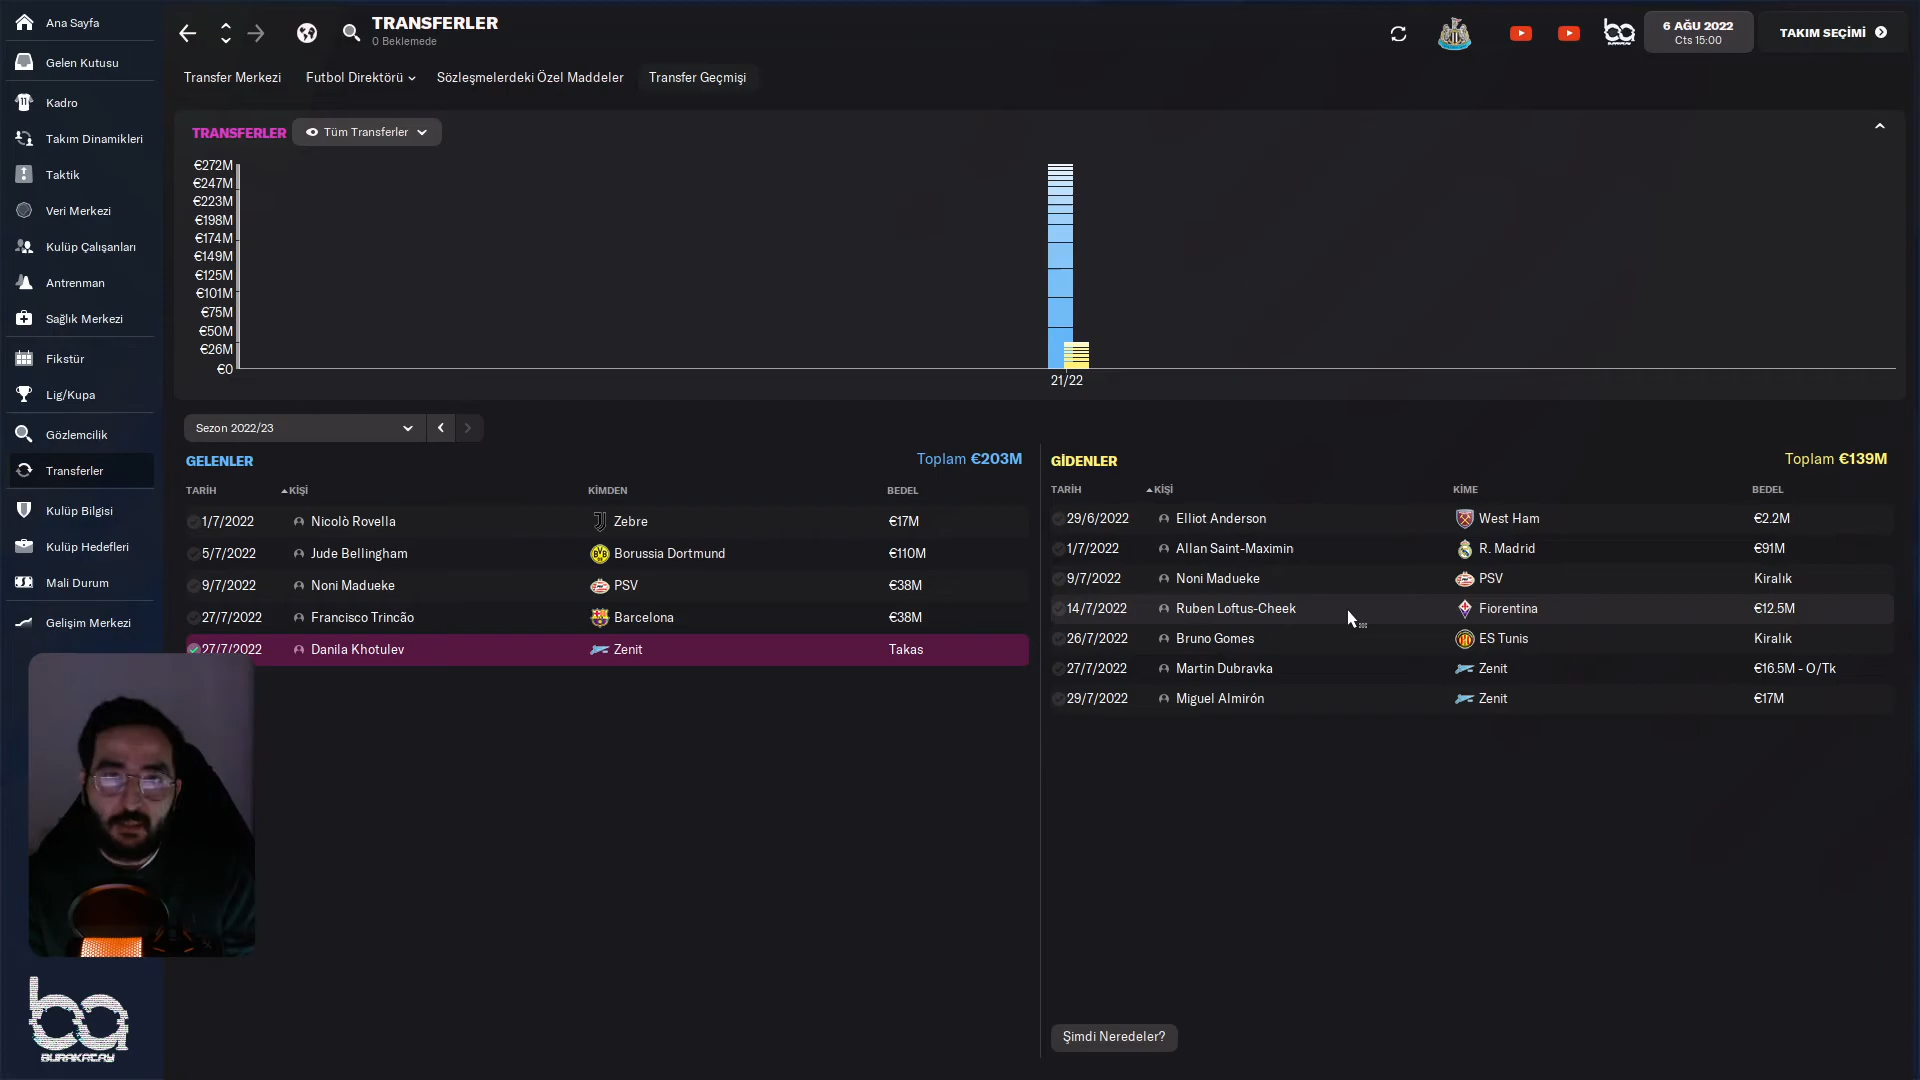 Ana Sayfa
Gelen Kutusu
Kadro
Takım Dinamikleri
Taktik
Veri Merkezi
Kulüp Çalışanları
Antrenman
Sağlık Merkezi
Fikstür
Lig/Kupa
Gözlemcilik
Transferler
Kulüp Bilgisi
Kulüp Hedefleri
Mali Durum
Gelişim Merkezi
BURAKACAY
TRANSFERLER
0 Beklemede
6 AĞU 2022
Cts 15:00
TAKIM SEÇİMİ
Transfer Merkezi Futbol Direktörü Sözleşmelerdeki Özel Maddeler Transfer Geçmişi
TRANSFERLER Tüm Transferler
€272M
€247M
€223M
€198M
€174M
€149M
€125M
€101M
€75M
€50M
€26M
€0
21/22
Sezon 2022/23
GELENLER Toplam €203M
TARİH KİŞİ KİMDEN BEDEL
1/7/2022 Nicolò Rovella Zebre €17M
5/7/2022 Jude Bellingham Borussia Dortmund €110M
9/7/2022 Noni Madueke PSV €38M
27/7/2022 Francisco Trincão Barcelona €38M
27/7/2022 Danila Khotulev Zenit Takas
GİDENLER Toplam €139M
TARİH KİŞİ KİME BEDEL
29/6/2022 Elliot Anderson West Ham €2.2M
1/7/2022 Allan Saint-Maximin R. Madrid €91M
9/7/2022 Noni Madueke PSV Kiralık
14/7/2022 Ruben Loftus-Cheek Fiorentina €12.5M
26/7/2022 Bruno Gomes ES Tunis Kiralık
27/7/2022 Martin Dubravka Zenit €16.5M - O/Tk
29/7/2022 Miguel Almirón Zenit €17M
Şimdi Neredeler?